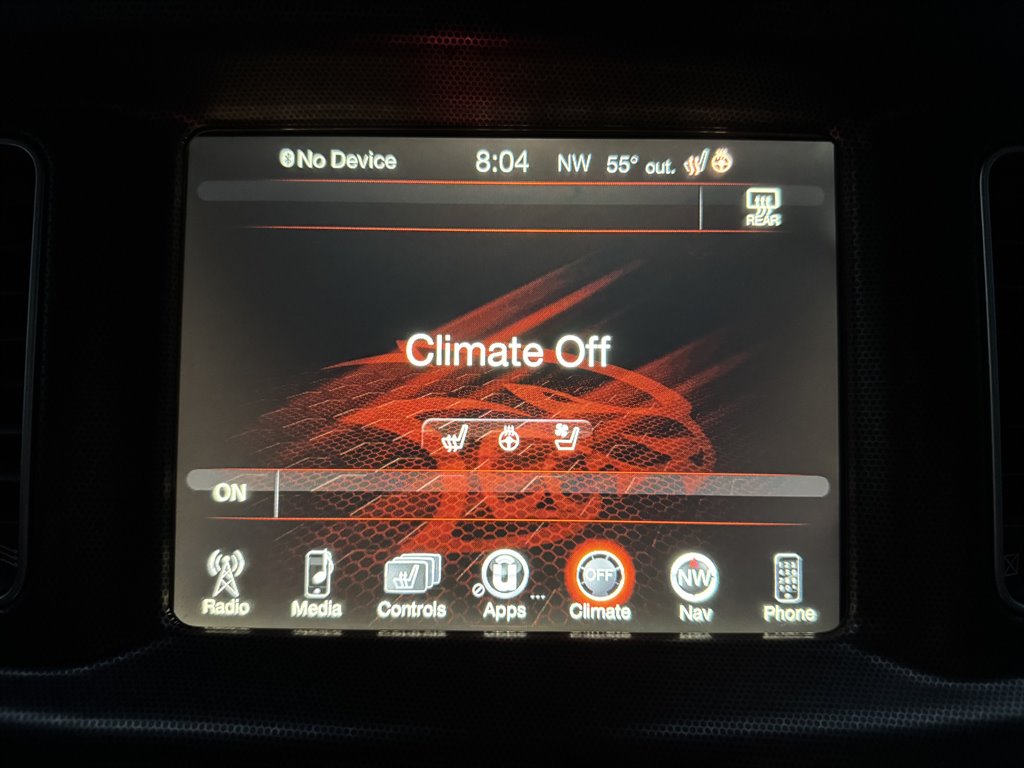 No Device 8:04 NW 55° out.
REAR
Climate Off
ON
OFF NW
Radio Media Controls Apps ... Climate Nav Phone